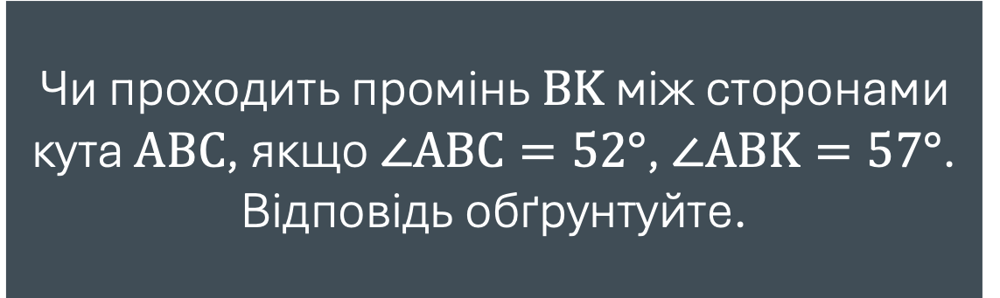 Чи проходить промінь BK між сторонами
кута ABC, якщо ∠ABC = 52°, ∠ABK = 57°.
Відповідь обґрунтуйте.